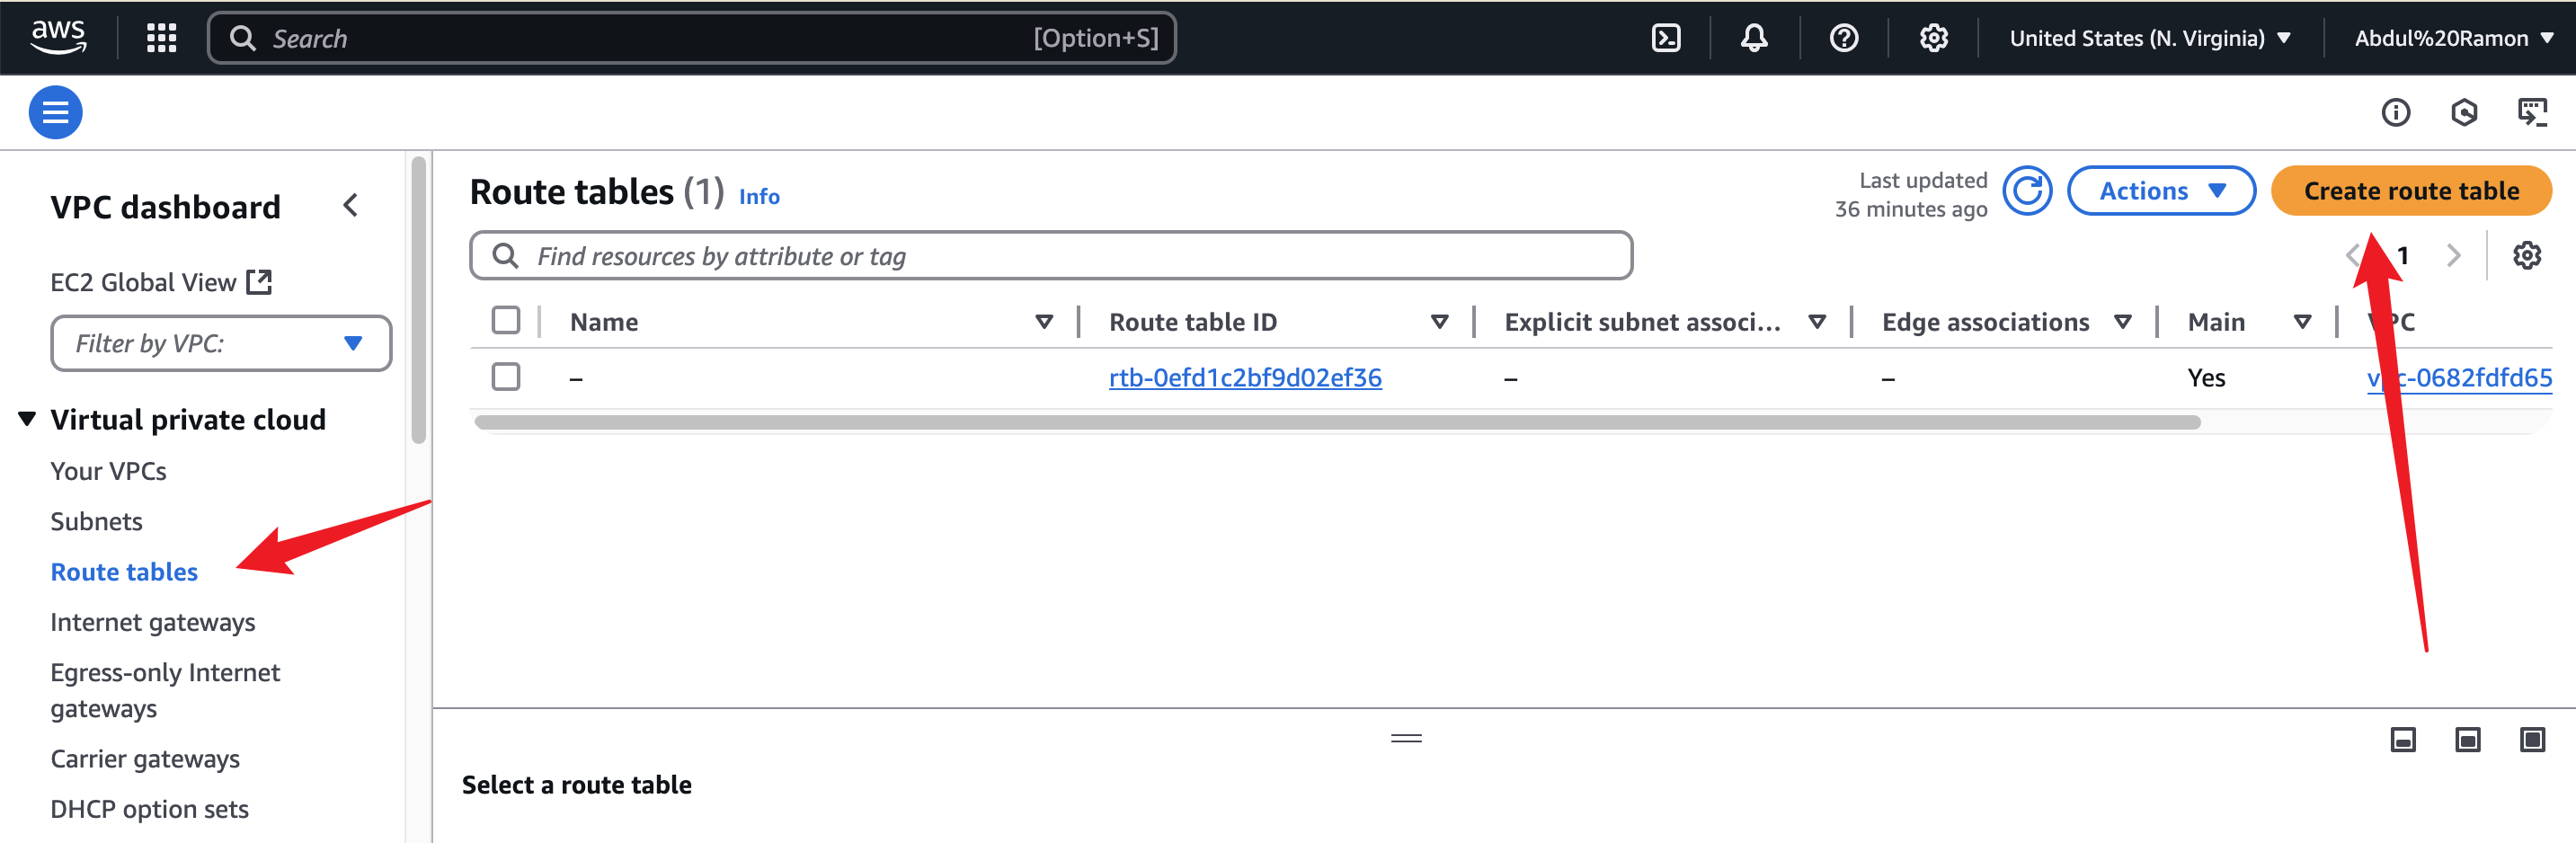 aws
Search [Option+S] United States (N. Virginia) Abdul%20Ramon
VPC dashboard
EC2 Global View
Filter by VPC:
Virtual private cloud
Your VPCs
Subnets
Route tables
Internet gateways
Egress-only Internet
gateways
Carrier gateways
DHCP option sets
Route tables (1) Info
Last updated
36 minutes ago
Actions
Create route table
Find resources by attribute or tag
1
Name Route table ID Explicit subnet associ... Edge associations Main VPC
– rtb-0efd1c2bf9d02ef36 – – Yes vpc-0682fdfd65
Select a route table